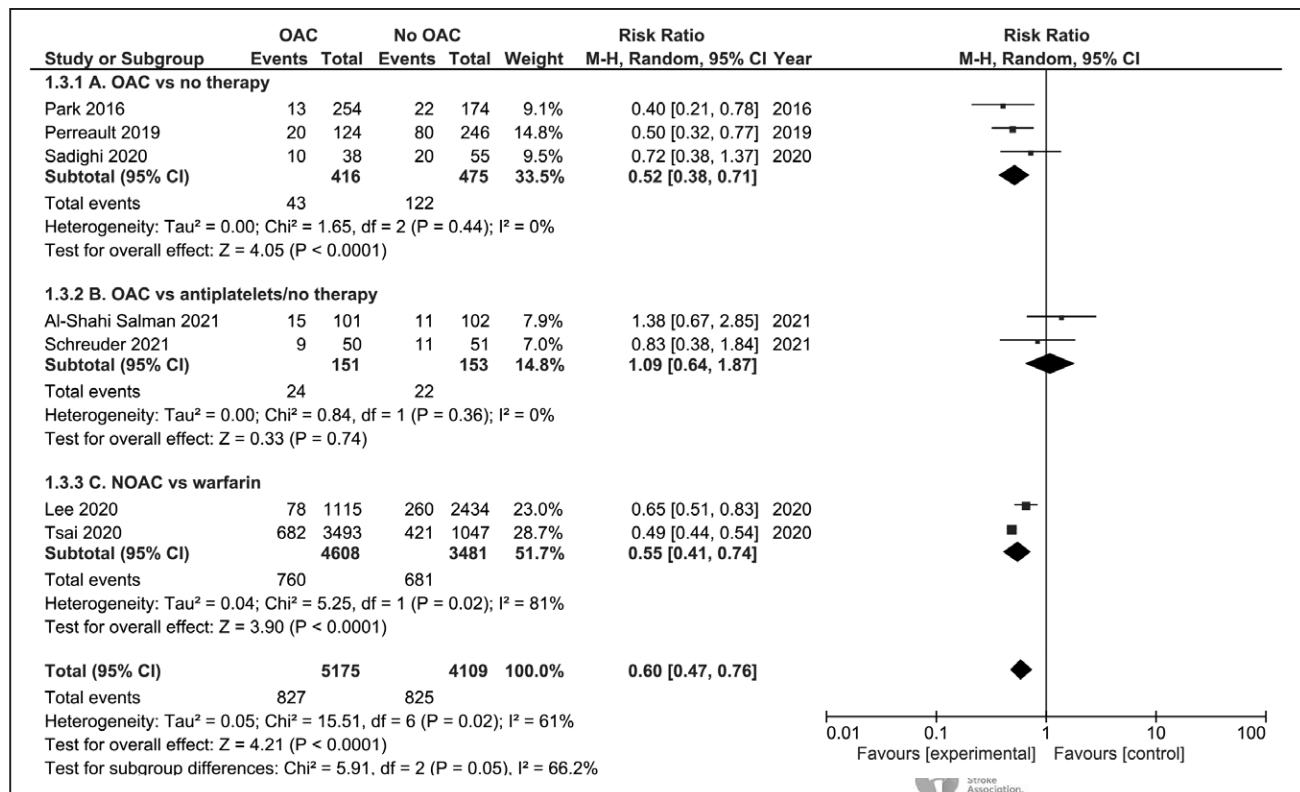 OAC No OAC Risk Ratio Risk Ratio
Study or Subgroup Events Total Events Total Weight M-H, Random, 95% CI Year M-H, Random, 95% CI
1.3.1 A. OAC vs no therapy
Park 2016 13 254 22 174 9.1% 0.40 [0.21, 0.78] 2016
Perreault 2019 20 124 80 246 14.8% 0.50 [0.32, 0.77] 2019
Sadighi 2020 10 38 20 55 9.5% 0.72 [0.38, 1.37] 2020
Subtotal (95% CI) 416 475 33.5% 0.52 [0.38, 0.71]
Total events 43 122
Heterogeneity: Tau² = 0.00; Chi² = 1.65, df = 2 (P = 0.44); I² = 0%
Test for overall effect: Z = 4.05 (P < 0.0001)
1.3.2 B. OAC vs antiplatelets/no therapy
Al-Shahi Salman 2021 15 101 11 102 7.9% 1.38 [0.67, 2.85] 2021
Schreuder 2021 9 50 11 51 7.0% 0.83 [0.38, 1.84] 2021
Subtotal (95% CI) 151 153 14.8% 1.09 [0.64, 1.87]
Total events 24 22
Heterogeneity: Tau² = 0.00; Chi² = 0.84, df = 1 (P = 0.36); I² = 0%
Test for overall effect: Z = 0.33 (P = 0.74)
1.3.3 C. NOAC vs warfarin
Lee 2020 78 1115 260 2434 23.0% 0.65 [0.51, 0.83] 2020
Tsai 2020 682 3493 421 1047 28.7% 0.49 [0.44, 0.54] 2020
Subtotal (95% CI) 4608 3481 51.7% 0.55 [0.41, 0.74]
Total events 760 681
Heterogeneity: Tau² = 0.04; Chi² = 5.25, df = 1 (P = 0.02); I² = 81%
Test for overall effect: Z = 3.90 (P < 0.0001)
Total (95% CI) 5175 4109 100.0% 0.60 [0.47, 0.76]
Total events 827 825
Heterogeneity: Tau² = 0.05; Chi² = 15.51, df = 6 (P = 0.02); I² = 61%
Test for overall effect: Z = 4.21 (P < 0.0001)
Test for subgroup differences: Chi² = 5.91, df = 2 (P = 0.05), I² = 66.2%
0.01 0.1 1 10 100
Favours [experimental] Favours [control]
Stroke
Association.